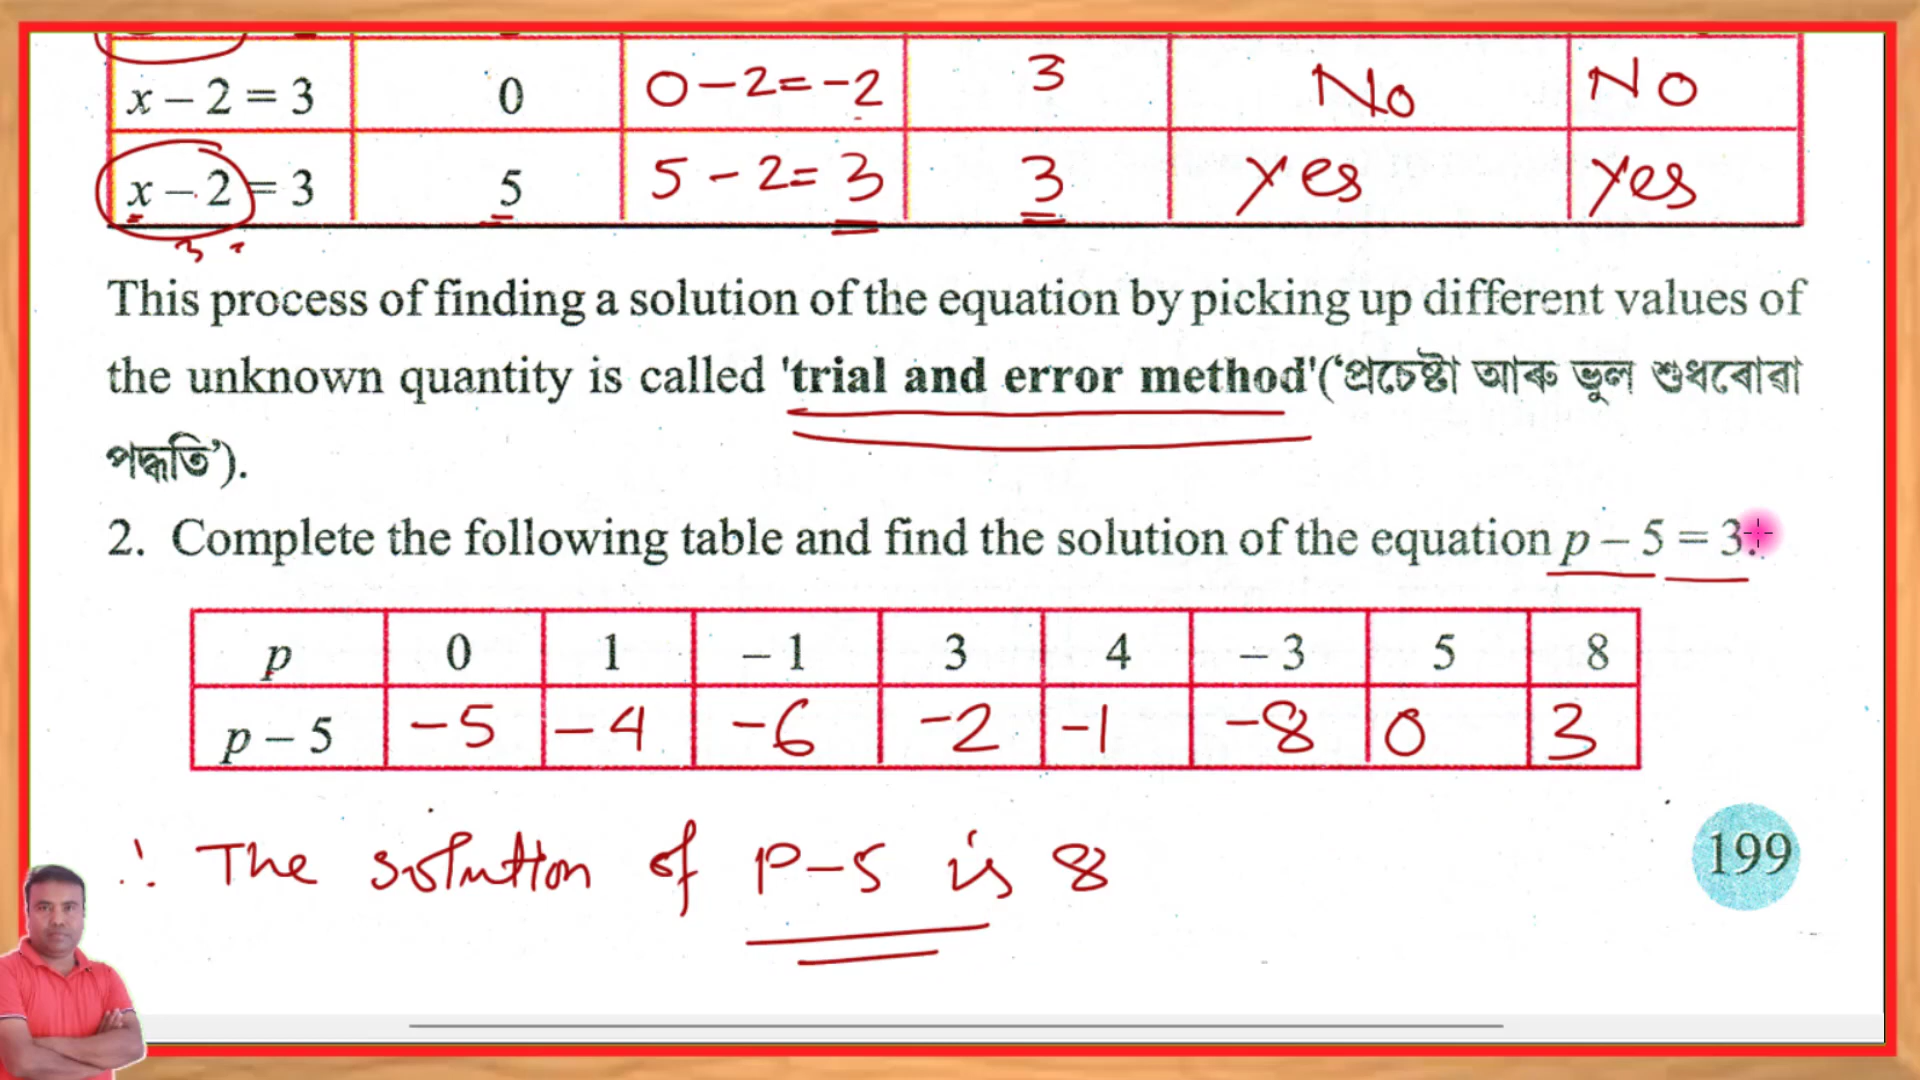 x – 2 = 3 0 0 – 2 = -2 3 No NO
x – 2 = 3 5 5 - 2 = 3 3 Yes Yes
This process of finding a solution of the equation by picking up different values of
the unknown quantity is called 'trial and error method'('প্ৰচেষ্টা আৰু ভুল শুধৰোৱা
পদ্ধতি').
2. Complete the following table and find the solution of the equation p – 5 = 3.
p 0 1 – 1 3 4 – 3 5 8
p – 5 -5 -4 -6 -2 -1 -8 0 3
∴ The solution of P-5 is 8
199